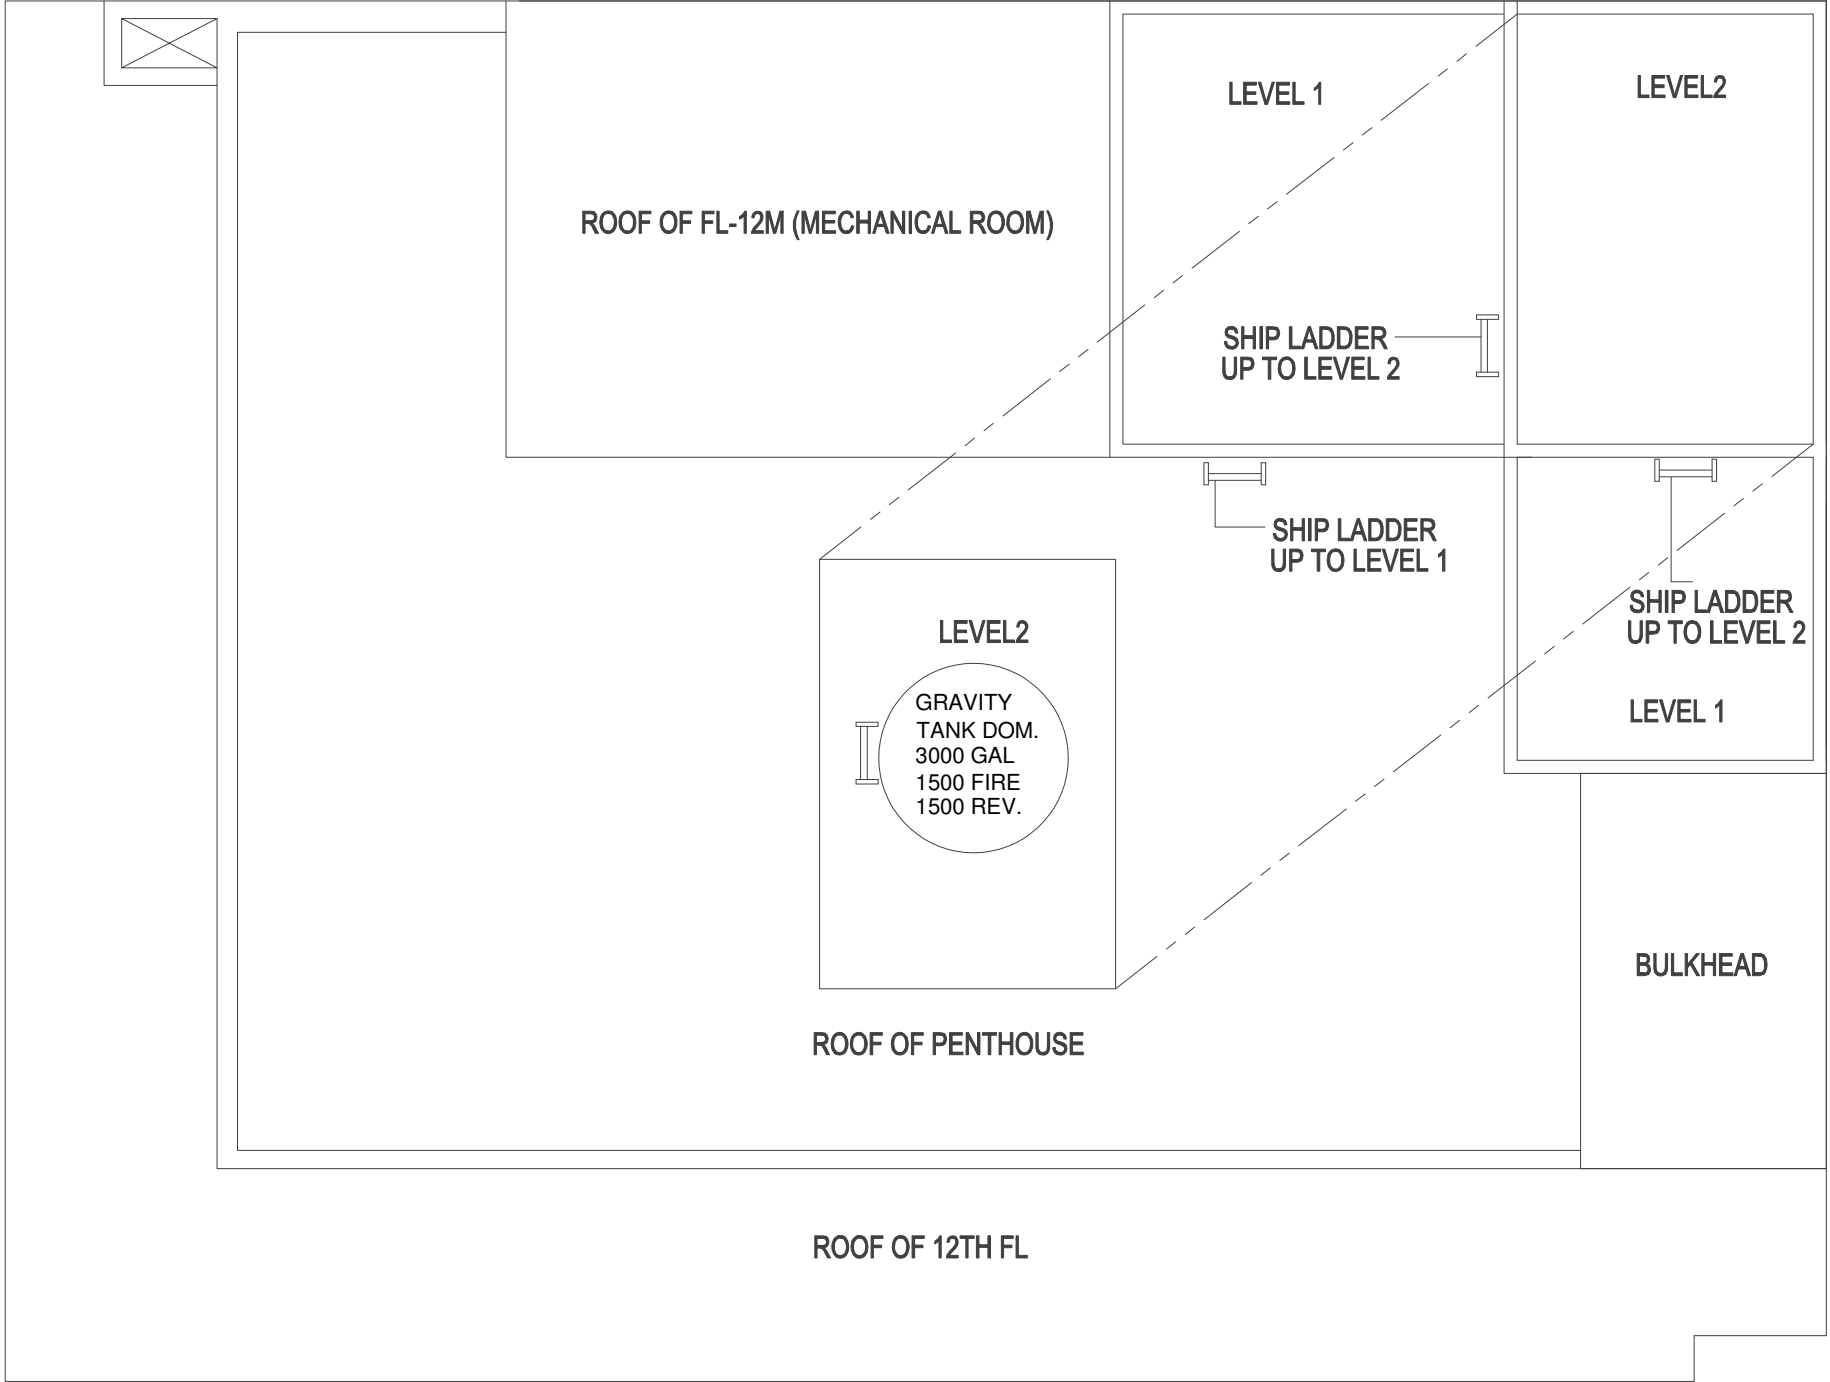 LEVEL 1
LEVEL2
ROOF OF FL-12M (MECHANICAL ROOM)
SHIP LADDER
UP TO LEVEL 2
SHIP LADDER
UP TO LEVEL 1
SHIP LADDER
UP TO LEVEL 2
LEVEL2
GRAVITY
TANK DOM.
3000 GAL
1500 FIRE
1500 REV.
LEVEL 1
BULKHEAD
ROOF OF PENTHOUSE
ROOF OF 12TH FL